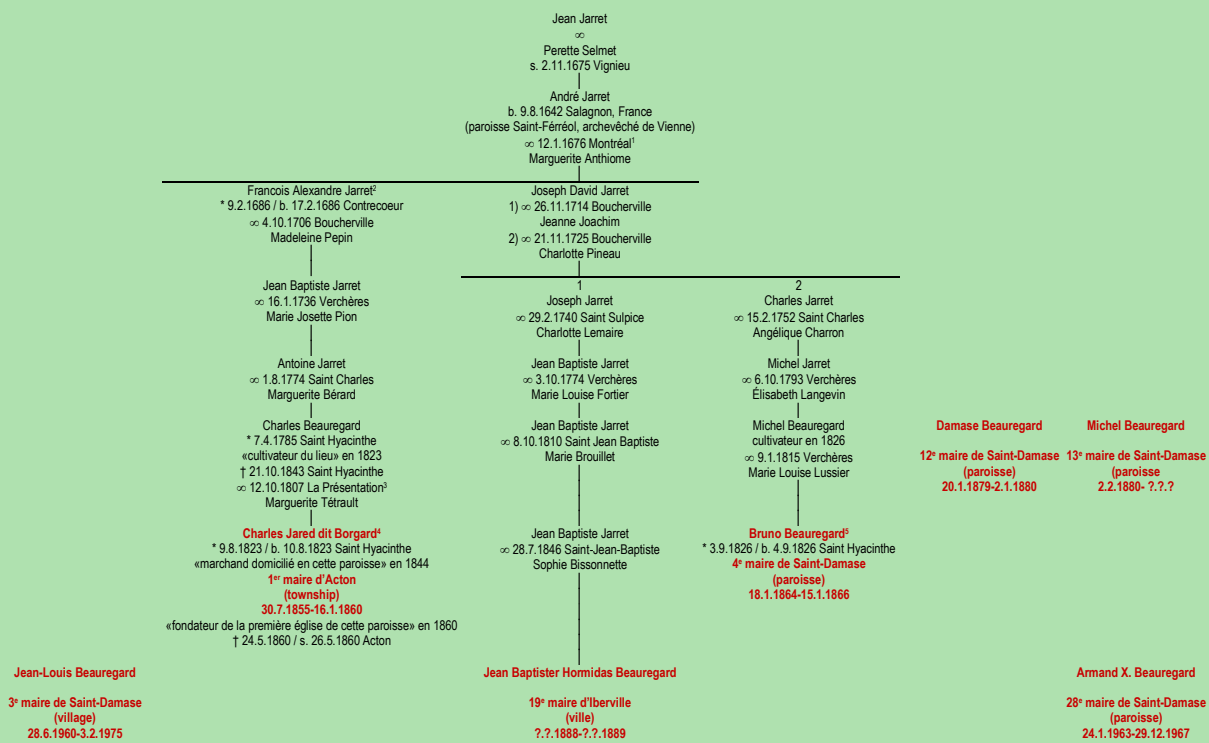 Jean Jarret
∞
Perette Selmet
s. 2.11.1675 Vignieu
André Jarret
b. 9.8.1642 Salagnon, France
(paroisse Saint-Férréol, archevêché de Vienne)
∞ 12.1.1676 Montréal¹
Marguerite Anthiome
Francois Alexandre Jarret²
* 9.2.1686 / b. 17.2.1686 Contrecoeur
∞ 4.10.1706 Boucherville
Madeleine Pepin
Joseph David Jarret
1) ∞ 26.11.1714 Boucherville
Jeanne Joachim
2) ∞ 21.11.1725 Boucherville
Charlotte Pineau
Jean Baptiste Jarret
∞ 16.1.1736 Verchères
Marie Josette Pion
1
Joseph Jarret
∞ 29.2.1740 Saint Sulpice
Charlotte Lemaire
2
Charles Jarret
∞ 15.2.1752 Saint Charles
Angélique Charron
Antoine Jarret
∞ 1.8.1774 Saint Charles
Marguerite Bérard
Jean Baptiste Jarret
∞ 3.10.1774 Verchères
Marie Louise Fortier
Michel Jarret
∞ 6.10.1793 Verchères
Élisabeth Langevin
Charles Beauregard
* 7.4.1785 Saint Hyacinthe
«cultivateur du lieu» en 1823
† 21.10.1843 Saint Hyacinthe
∞ 12.10.1807 La Présentation³
Marguerite Tétrault
Jean Baptiste Jarret
∞ 8.10.1810 Saint Jean Baptiste
Marie Brouillet
Michel Beauregard
cultivateur en 1826
∞ 9.1.1815 Verchères
Marie Louise Lussier
Damase Beauregard
12ᵉ maire de Saint-Damase
(paroisse)
20.1.1879-2.1.1880
Michel Beauregard
13ᵉ maire de Saint-Damase
(paroisse
2.2.1880- ?.?.?
Charles Jared dit Borgard⁴
* 9.8.1823 / b. 10.8.1823 Saint Hyacinthe
«marchand domicilié en cette paroisse» en 1844
1ᵉʳ maire d'Acton
(township)
30.7.1855-16.1.1860
«fondateur de la première église de cette paroisse» en 1860
† 24.5.1860 / s. 26.5.1860 Acton
Jean Baptiste Jarret
∞ 28.7.1846 Saint-Jean-Baptiste
Sophie Bissonnette
Bruno Beauregard⁵
* 3.9.1826 / b. 4.9.1826 Saint Hyacinthe
4ᵉ maire de Saint-Damase
(paroisse)
18.1.1864-15.1.1866
Jean-Louis Beauregard
3ᵉ maire de Saint-Damase
(village)
28.6.1960-3.2.1975
Jean Baptister Hormidas Beauregard
19ᵉ maire d'Iberville
(ville)
?.?.1888-?.?.1889
Armand X. Beauregard
28ᵉ maire de Saint-Damase
(paroisse)
24.1.1963-29.12.1967